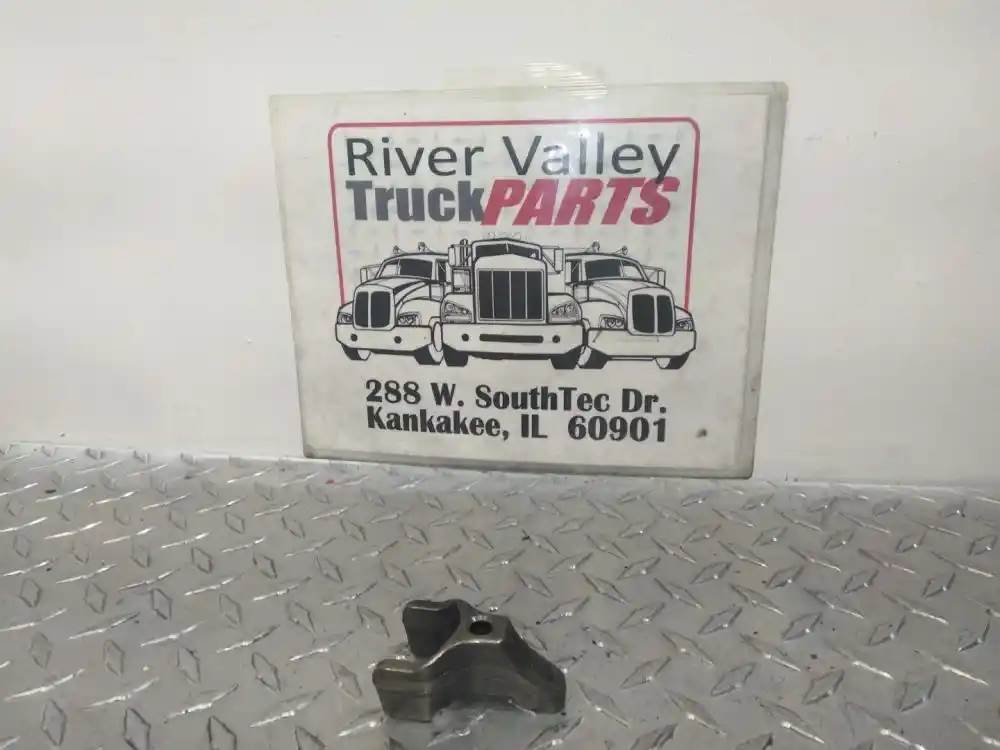 River Valley
TruckPARTS
288 W. SouthTec Dr.
Kankakee, IL 60901